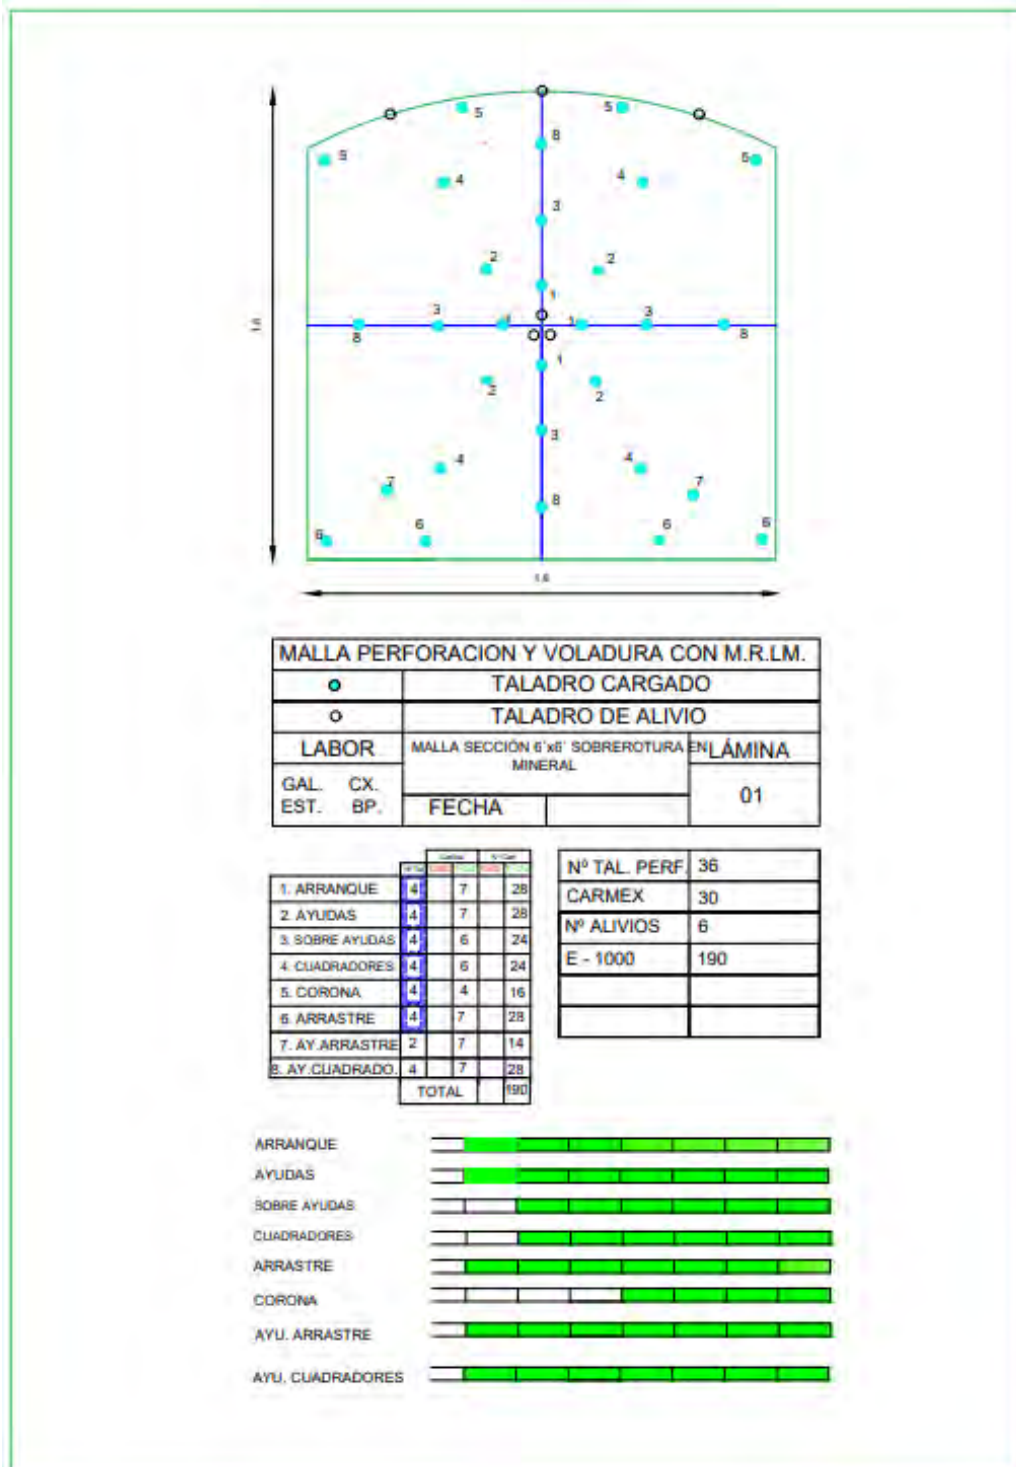 5
5
8
5
5
4
4
3
2
2
1
3
1
3
8
8
1
2
2
3
4
4
7
7
8
6
6
6
6
1.6
MALLA PERFORACION Y VOLADURA CON M.R.LM.
TALADRO CARGADO
TALADRO DE ALIVIO
LABOR
MALLA SECCIÓN 6´x6´ SOBREROTURA EN MINERAL
LÁMINA
GAL. CX.
EST. BP.
FECHA
01
1. ARRANQUE 4 7 28
2. AYUDAS 4 7 28
3. SOBRE AYUDAS 4 6 24
4. CUADRADORES 4 6 24
5. CORONA 4 4 16
6. ARRASTRE 4 7 28
7. AY.ARRASTRE 2 7 14
8. AY.CUADRADO. 4 7 28
TOTAL 190
Nº TAL. PERF. 36
CARMEX 30
Nº ALIVIOS 6
E - 1000 190
ARRANQUE
AYUDAS
SOBRE AYUDAS
CUADRADORES
ARRASTRE
CORONA
AYU. ARRASTRE
AYU. CUADRADORES